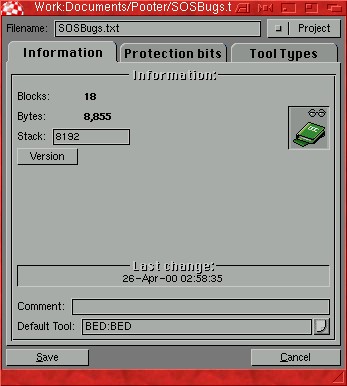 Work:Documents/Pooter/SOSBugs.t
Filename: SOSBugs.txt Project
Information Protection bits Tool Types
Information:
Blocks: 18
Bytes: 8,855
Stack: 8192
Version
Last change:
26-Apr-00 02:58:35
Comment:
Default Tool: BED:BED
Save Cancel